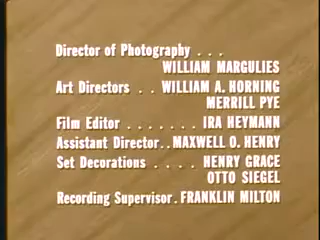 Director of Photography . . .
WILLIAM MARGULIES
Art Directors . . WILLIAM A. HORNING
MERRILL PYE
Film Editor . . . . . . . IRA HEYMANN
Assistant Director. . MAXWELL O. HENRY
Set Decorations . . . . HENRY GRACE
OTTO SIEGEL
Recording Supervisor. FRANKLIN MILTON